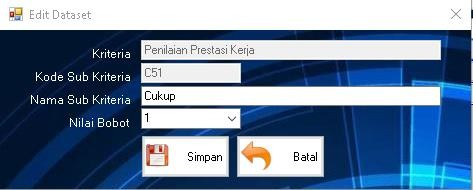 Edit Dataset
Kriteria Penilaian Prestasi Kerja
Kode Sub Kriteria C51
Nama Sub Kriteria Cukup
Nilai Bobot 1
Simpan Batal